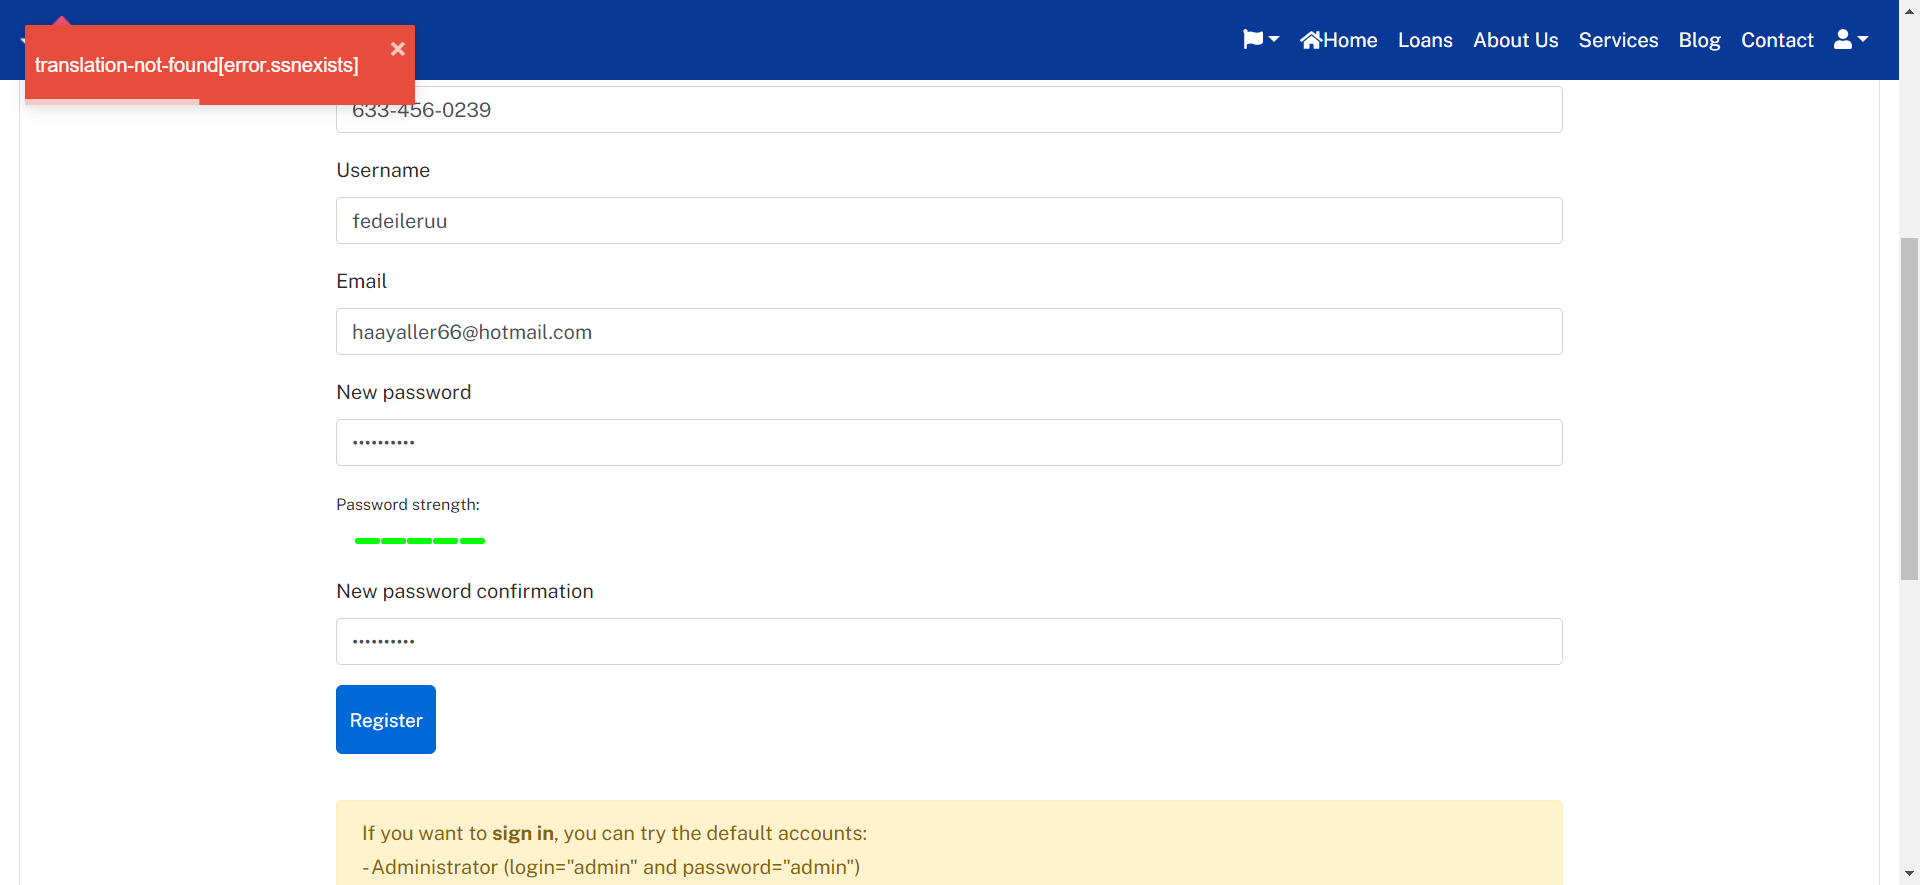 translation-not-found[error.ssnexists]
×
Home Loans About Us Services Blog Contact
633-456-0239
Username
fedeileruu
Email
haayaller66@hotmail.com
New password
••••••••••
Password strength:
New password confirmation
••••••••••
Register
If you want to sign in, you can try the default accounts:
- Administrator (login="admin" and password="admin")